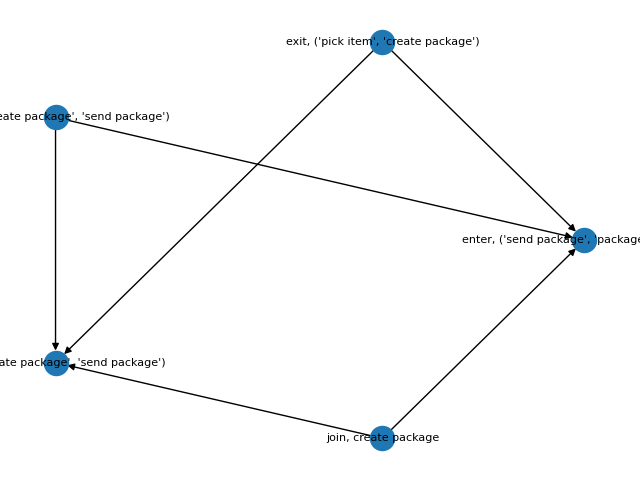 exit, ('pick item', 'create package')
eate package', 'send package')
enter, ('send package', 'package
ate package', 'send package')
join, create package